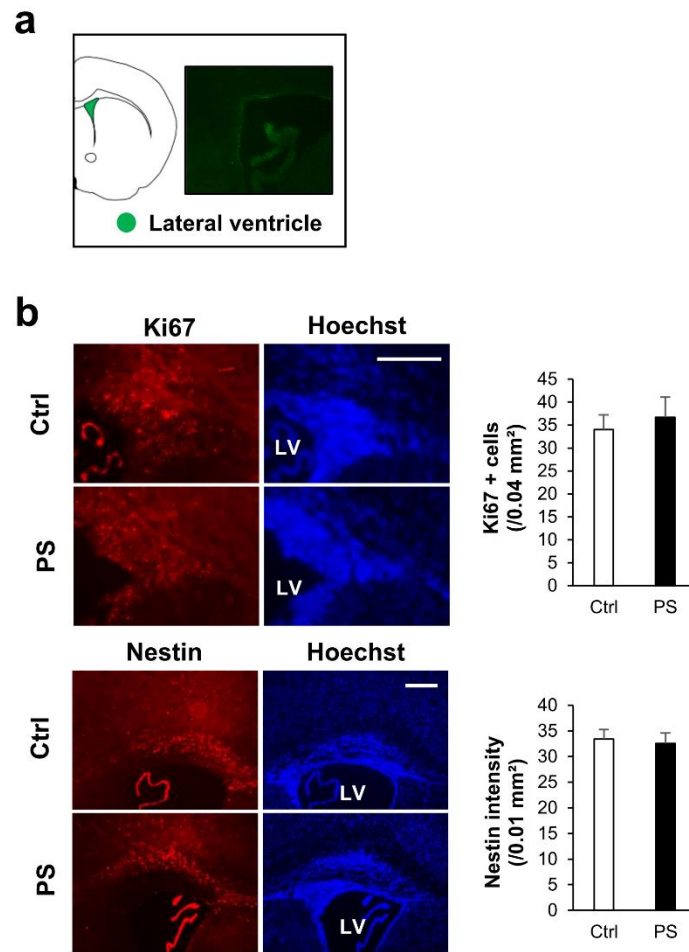 a
Lateral ventricle
b
Ki67 Hoechst
Ctrl
LV
PS
LV
Ki67 + cells
(/0.04 mm²)
45
40
35
30
25
20
15
10
5
0
Ctrl PS
Nestin Hoechst
Ctrl
LV
PS
LV
Nestin intensity
(/0.01 mm²)
40
35
30
25
20
15
10
5
0
Ctrl PS